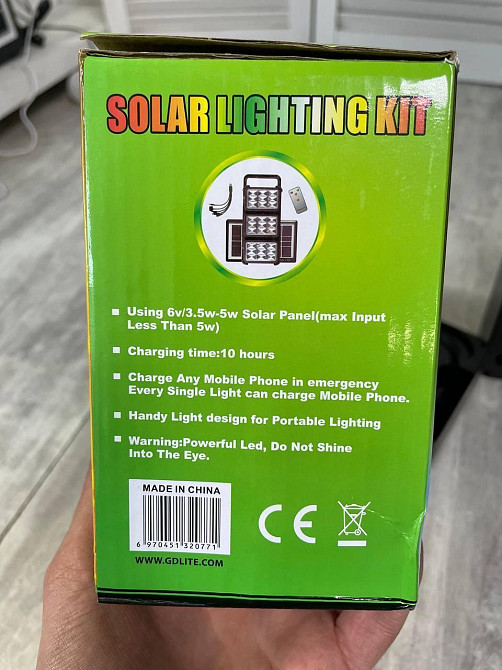 SOLAR LIGHTING KIT
Using 6v/3.5w-5w Solar Panel(max Input
Less Than 5w)
Charging time:10 hours
Charge Any Mobile Phone in emergency
Every Single Light can charge Mobile Phone.
Handy Light design for Portable Lighting
Warning:Powerful Led, Do Not Shine
Into The Eye.
MADE IN CHINA
6 970451 320771
WWW.GDLITE.COM
CE